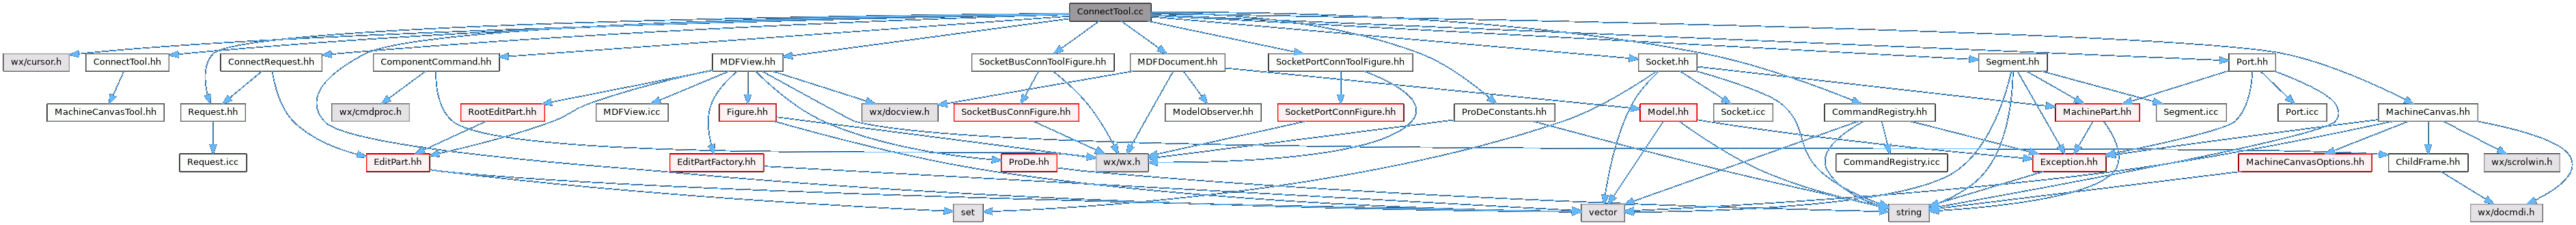 ConnectTool.cc
wx/cursor.h
ConnectTool.hh
ConnectRequest.hh
ComponentCommand.hh
MDFView.hh
SocketBusConnToolFigure.hh
MDFDocument.hh
SocketPortConnToolFigure.hh
Socket.hh
Segment.hh
Port.hh
MachineCanvasTool.hh
Request.hh
wx/cmdproc.h
RootEditPart.hh
MDFView.icc
Figure.hh
wx/docview.h
SocketBusConnFigure.hh
ModelObserver.hh
SocketPortConnFigure.hh
ProDeConstants.hh
Model.hh
Socket.icc
CommandRegistry.hh
MachinePart.hh
Segment.icc
Port.icc
MachineCanvas.hh
Request.icc
EditPart.hh
EditPartFactory.hh
ProDe.hh
wx/wx.h
CommandRegistry.icc
Exception.hh
MachineCanvasOptions.hh
ChildFrame.hh
wx/scrolwin.h
set
vector
string
wx/docmdi.h